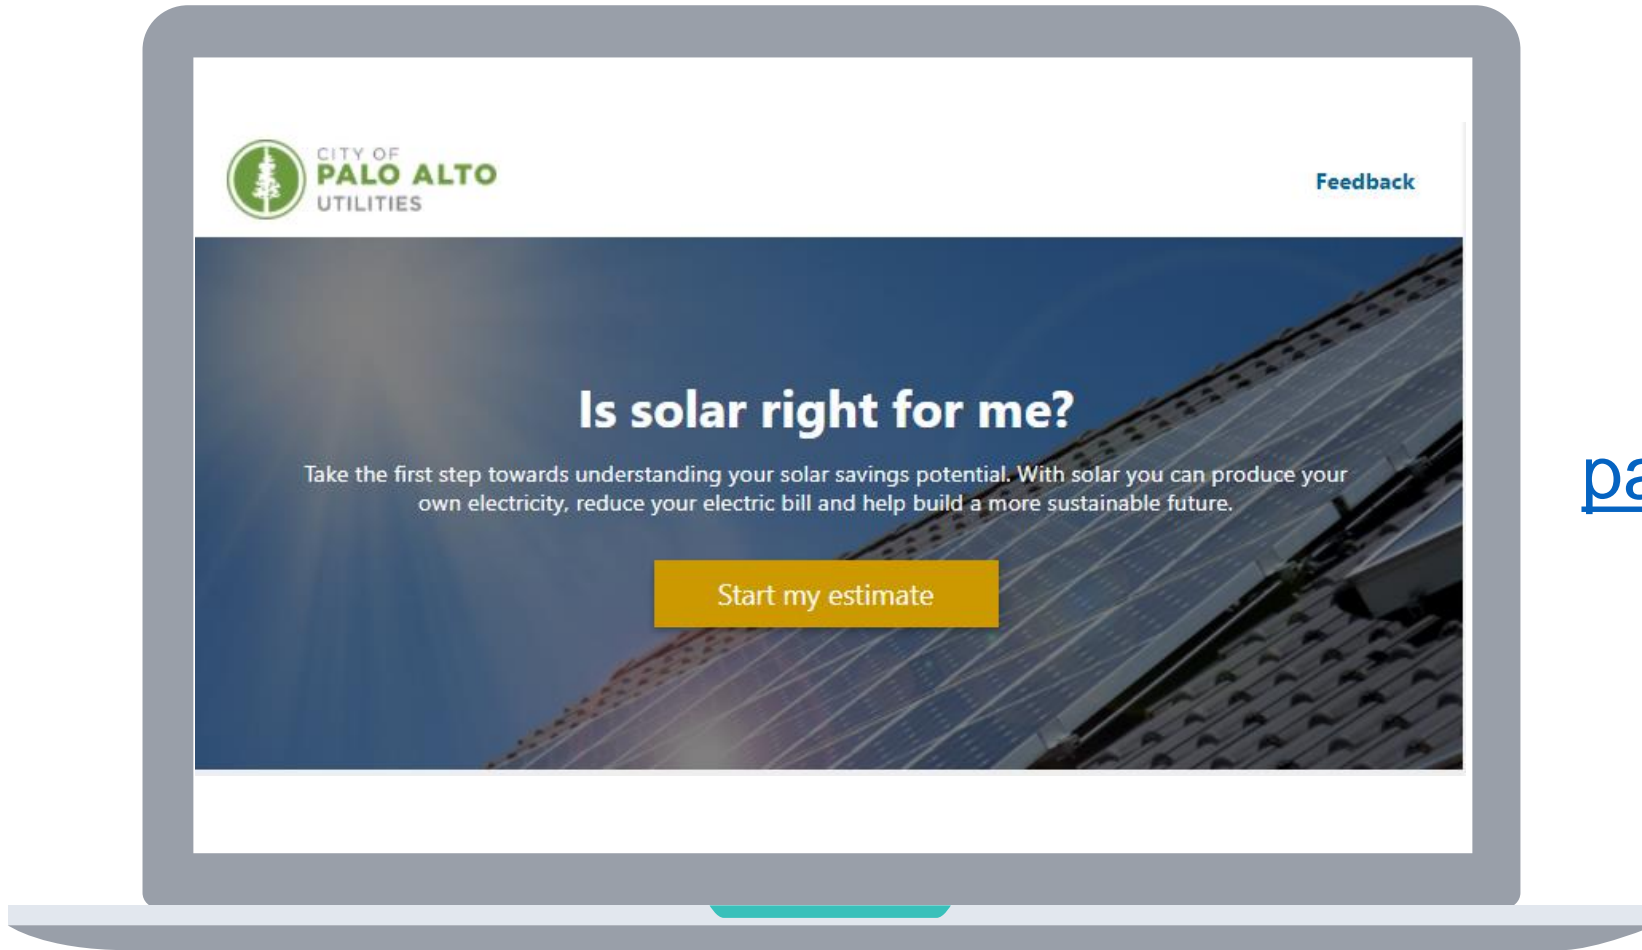 CITY OF
PALO ALTO
UTILITIES
Feedback
Is solar right for me?
Take the first step towards understanding your solar savings potential. With solar you can produce your
own electricity, reduce your electric bill and help build a more sustainable future.
Start my estimate